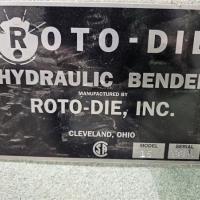 ROTO-DIE
HYDRAULIC BENDER
MANUFACTURED BY
ROTO-DIE, INC.
CLEVELAND, OHIO
MODEL SERIAL